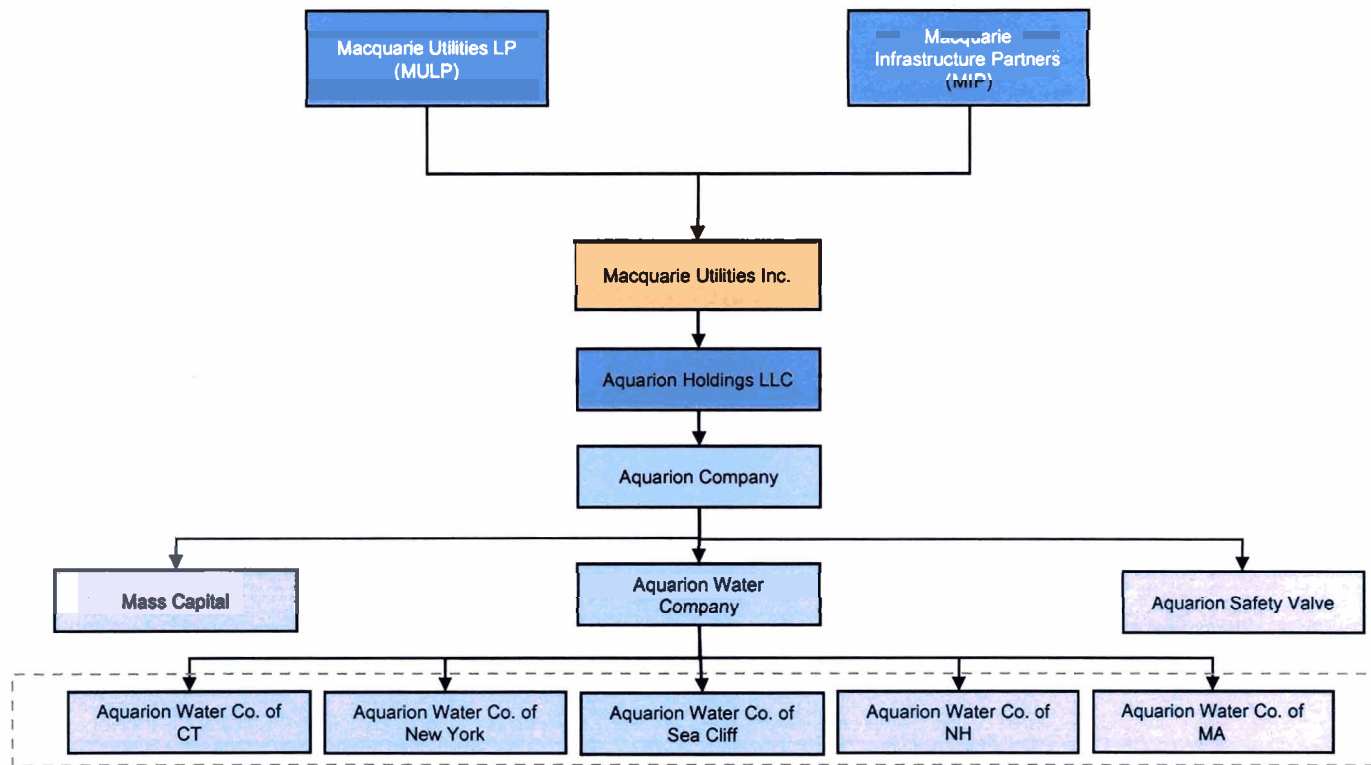 Macquarie Utilities LP
(MULP)
Macquarie
Infrastructure Partners
(MIP)
Macquarie Utilities Inc.
Aquarion Holdings LLC
Aquarion Company
Mass Capital
Aquarion Water
Company
Aquarion Safety Valve
Aquarion Water Co. of
CT
Aquarion Water Co. of
New York
Aquarion Water Co. of
Sea Cliff
Aquarion Water Co. of
NH
Aquarion Water Co. of
MA